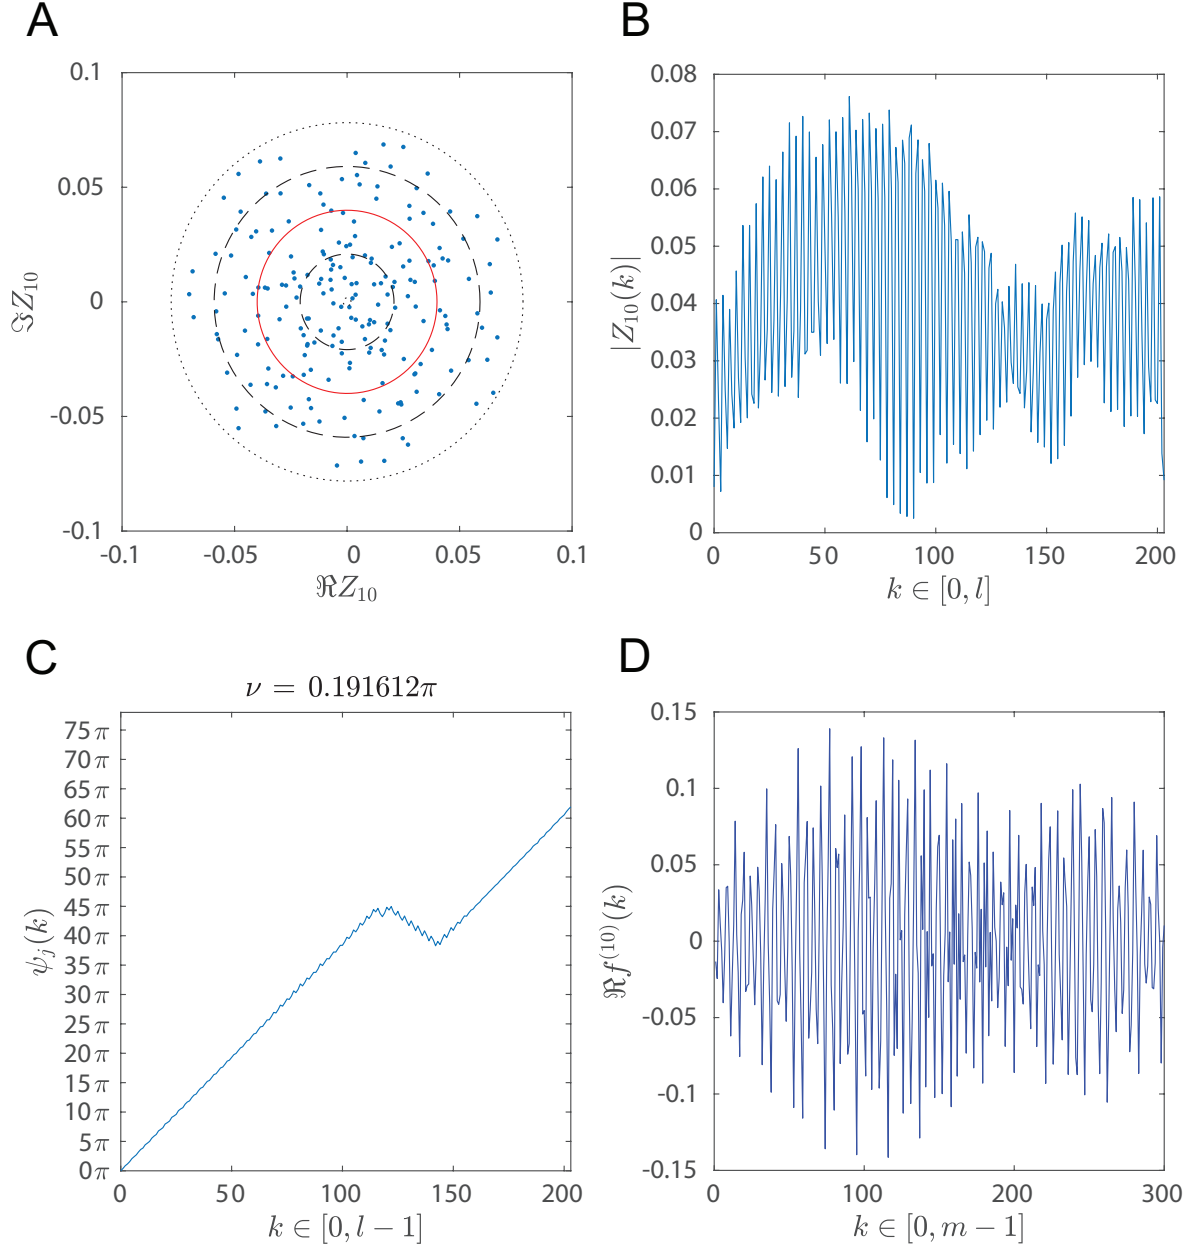 A
0.1
0.05
0
-0.05
-0.1
-0.1
-0.05
0
0.05
0.1
ℑZ₁₀
ℜZ₁₀
B
0.08
0.07
0.06
0.05
0.04
0.03
0.02
0.01
0
0
50
100
150
200
|Z₁₀(k)|
k ∈ [0, l]
C
ν = 0.191612π
75π
70π
65π
60π
55π
50π
45π
40π
35π
30π
25π
20π
15π
10π
5π
0π
0
50
100
150
200
ψⱼ(k)
k ∈ [0, l − 1]
D
0.15
0.1
0.05
0
-0.05
-0.1
-0.15
0
100
200
300
ℜf⁽¹⁰⁾(k)
k ∈ [0, m − 1]